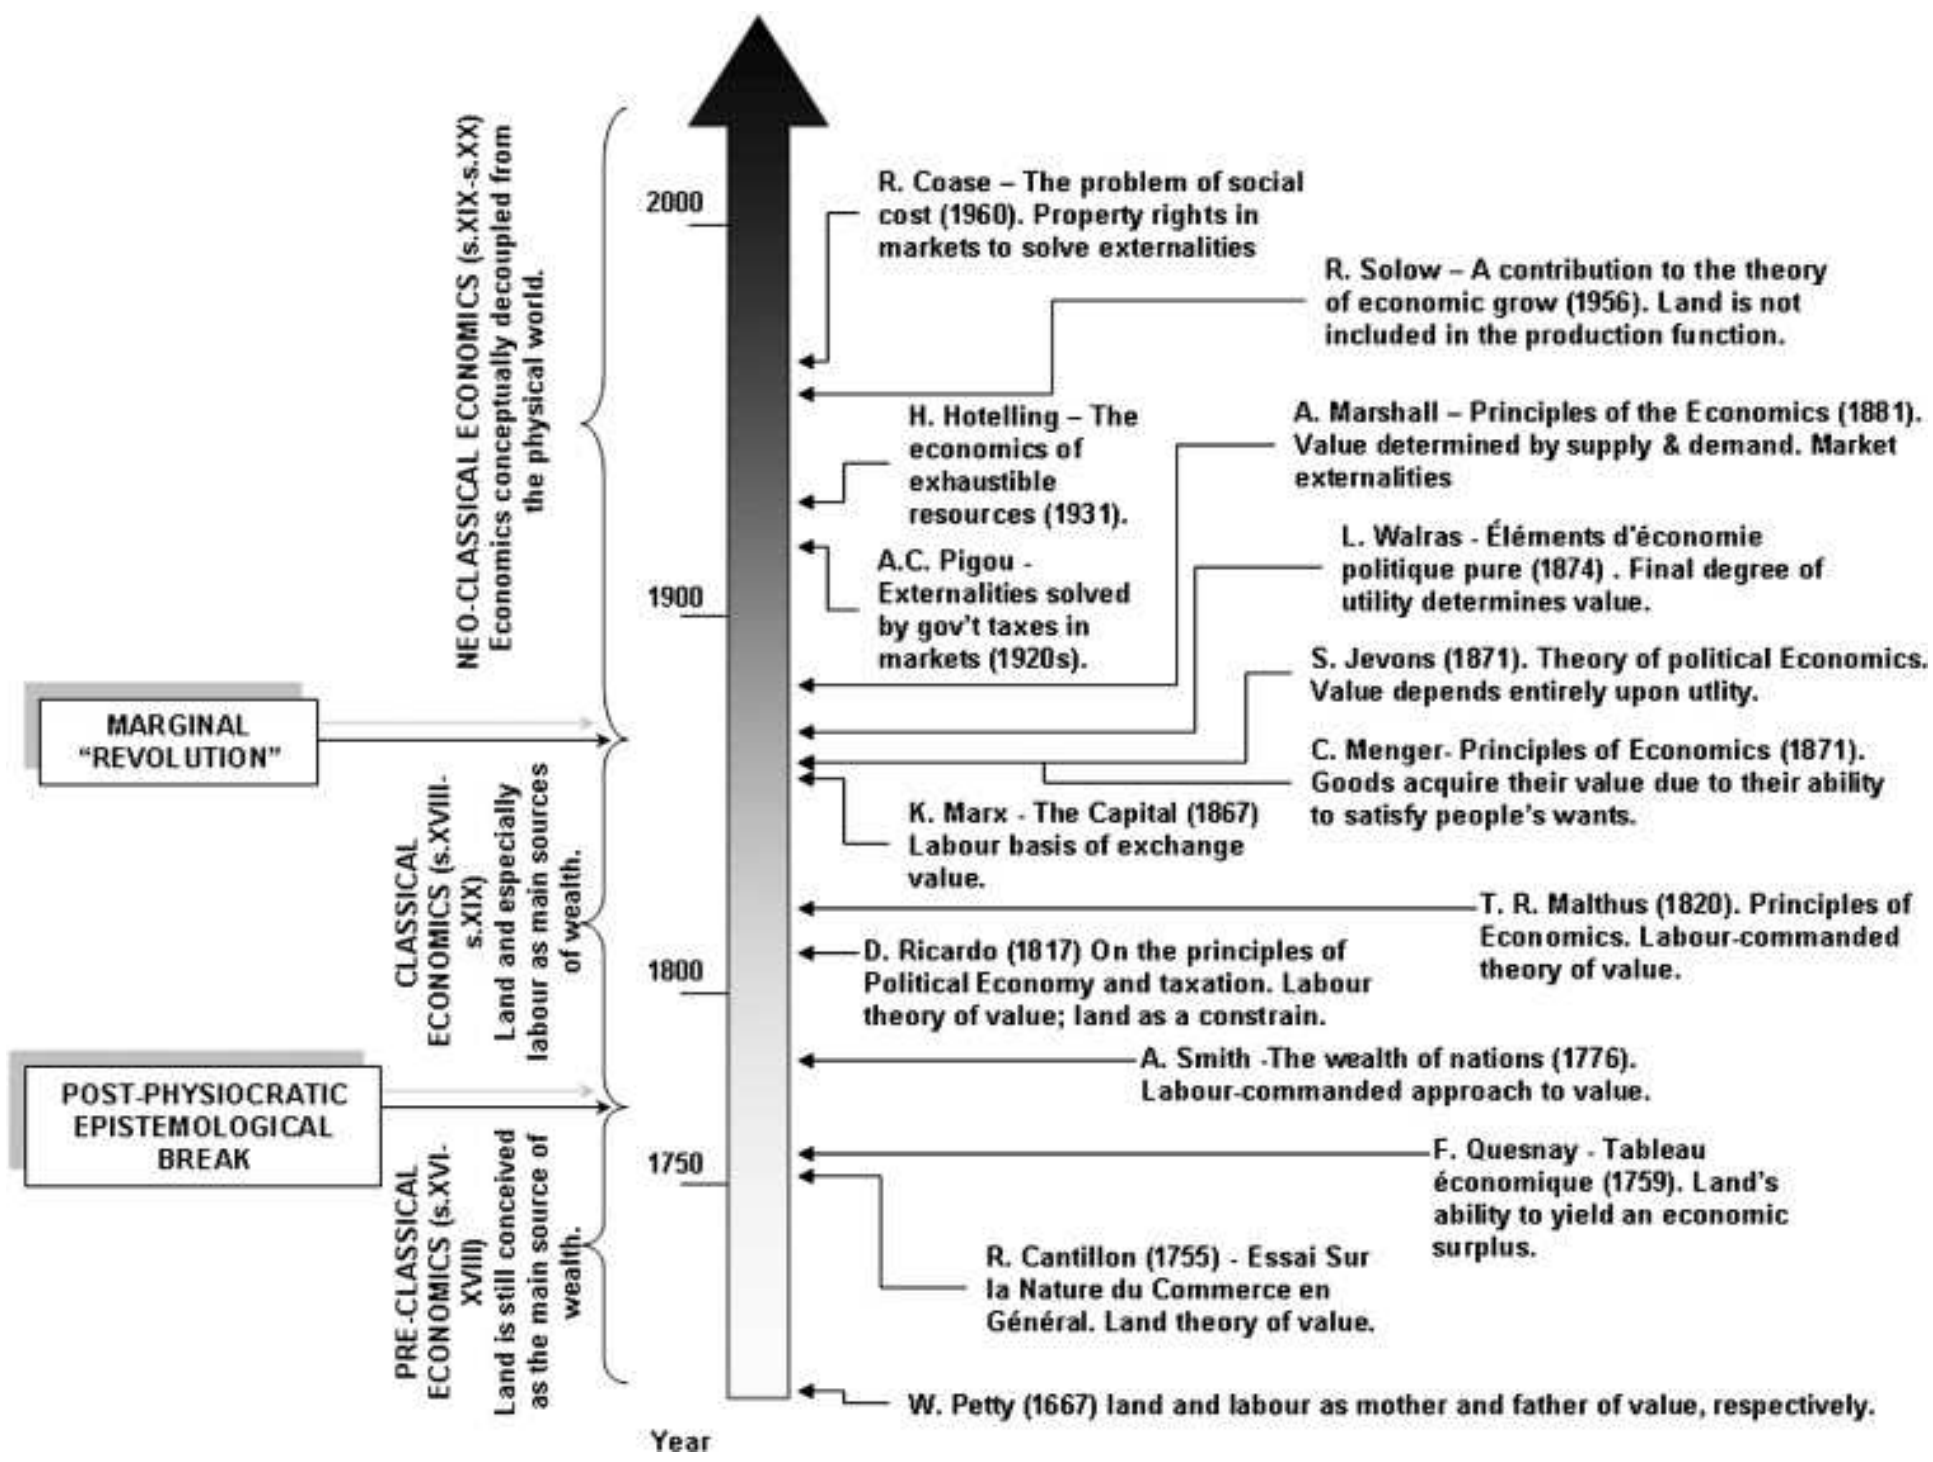 NEO-CLASSICAL ECONOMICS (s.XIX-s.XX)
Economics conceptually decoupled from
the physical world.
MARGINAL
“REVOLUTION”
CLASSICAL
ECONOMICS (s.XVIII-
s.XIX)
Land and especially
labour as main sources
of wealth.
POST-PHYSIOCRATIC
EPISTEMOLOGICAL
BREAK
PRE-CLASSICAL
ECONOMICS (s.XVI-
XVIII)
Land is still conceived
as the main source of
wealth.
2000
1900
1800
1750
Year
R. Coase – The problem of social
cost (1960). Property rights in
markets to solve externalities
R. Solow – A contribution to the theory
of economic grow (1956). Land is not
included in the production function.
H. Hotelling – The
economics of
exhaustible
resources (1931).
A. Marshall – Principles of the Economics (1881).
Value determined by supply & demand. Market
externalities
A.C. Pigou -
Externalities solved
by gov't taxes in
markets (1920s).
L. Walras - Éléments d'économie
politique pure (1874) . Final degree of
utility determines value.
S. Jevons (1871). Theory of political Economics.
Value depends entirely upon utlity.
C. Menger- Principles of Economics (1871).
Goods acquire their value due to their ability
to satisfy people's wants.
K. Marx - The Capital (1867)
Labour basis of exchange
value.
T. R. Malthus (1820). Principles of
Economics. Labour-commanded
theory of value.
D. Ricardo (1817) On the principles of
Political Economy and taxation. Labour
theory of value; land as a constrain.
A. Smith -The wealth of nations (1776).
Labour-commanded approach to value.
F. Quesnay - Tableau
économique (1759). Land's
ability to yield an economic
surplus.
R. Cantillon (1755) - Essai Sur
la Nature du Commerce en
Général. Land theory of value.
W. Petty (1667) land and labour as mother and father of value, respectively.